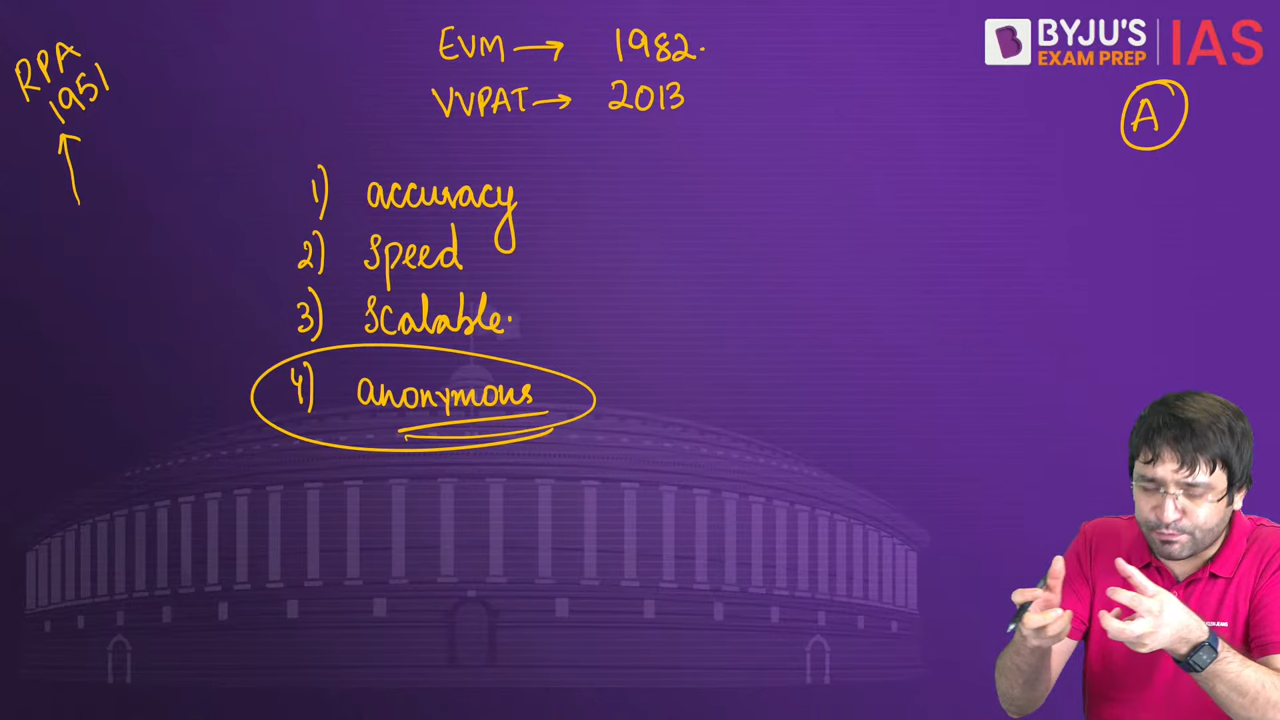 RPA
1951
EVM → 1982.
VVPAT → 2013
BYJU'S
EXAM PREP
IAS
A
1) accuracy
2) Speed
3) Scalable.
4) anonymous